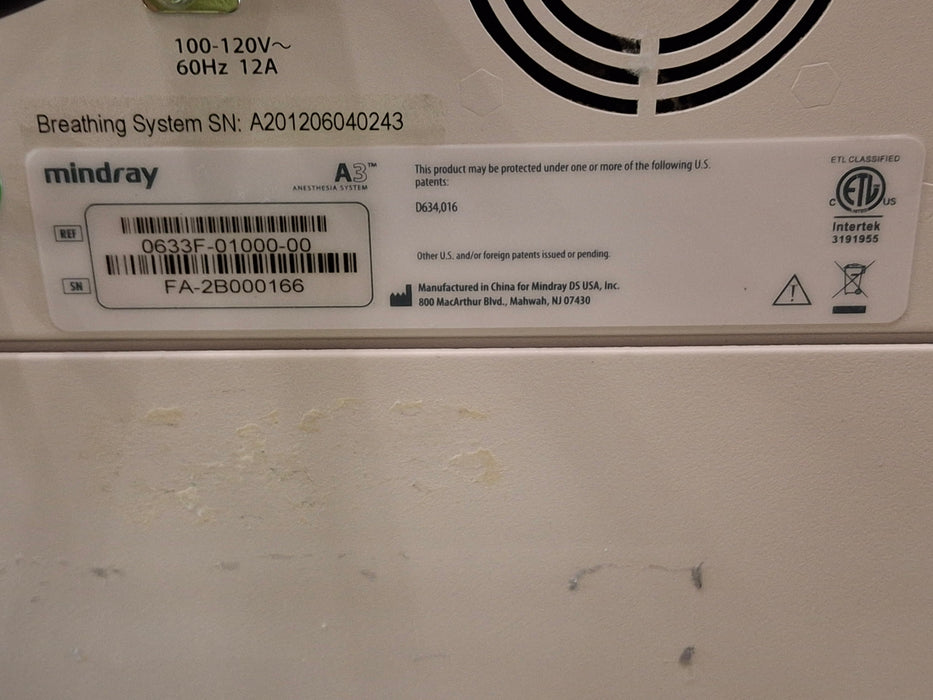 100-120V～
60Hz 12A
Breathing System SN: A201206040243
mindray
A3™
ANESTHESIA SYSTEM
REF
0633F-01000-00
SN
FA-2B000166
This product may be protected under one or more of the following U.S.
patents:
D634,016
Other U.S. and/or foreign patents issued or pending.
Manufactured in China for Mindray DS USA, Inc.
800 MacArthur Blvd., Mahwah, NJ 07430
ETL CLASSIFIED
C ETL US
Intertek
3191955